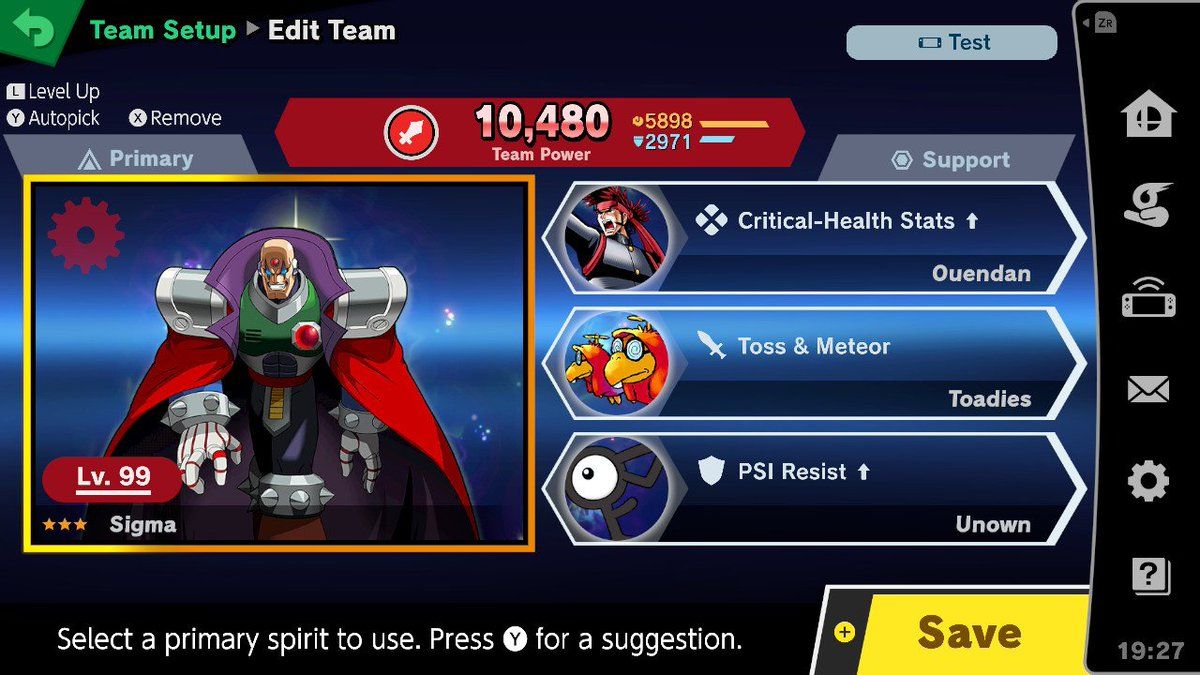 Team Setup ▶ Edit Team
Test
ZR
L Level Up
Y Autopick X Remove
10,480
Team Power
5898
2971
Primary
Support
Critical-Health Stats ↑
Ouendan
Toss & Meteor
Toadies
PSI Resist ↑
Unown
Lv. 99
★★★ Sigma
Select a primary spirit to use. Press Y for a suggestion.
+ Save
19:27